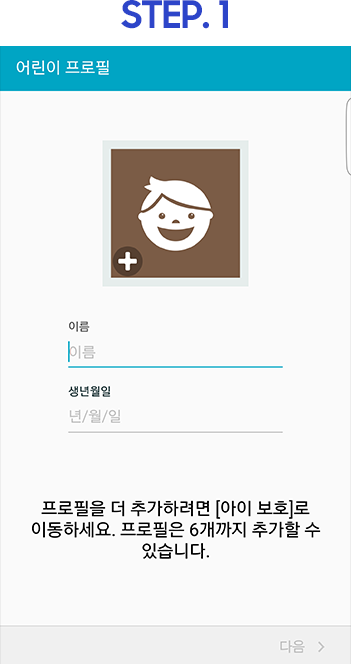 STEP. 1
어린이 프로필
이름
이름
생년월일
년/월/일
프로필을 더 추가하려면 [아이 보호]로
이동하세요. 프로필은 6개까지 추가할 수
있습니다.
다음